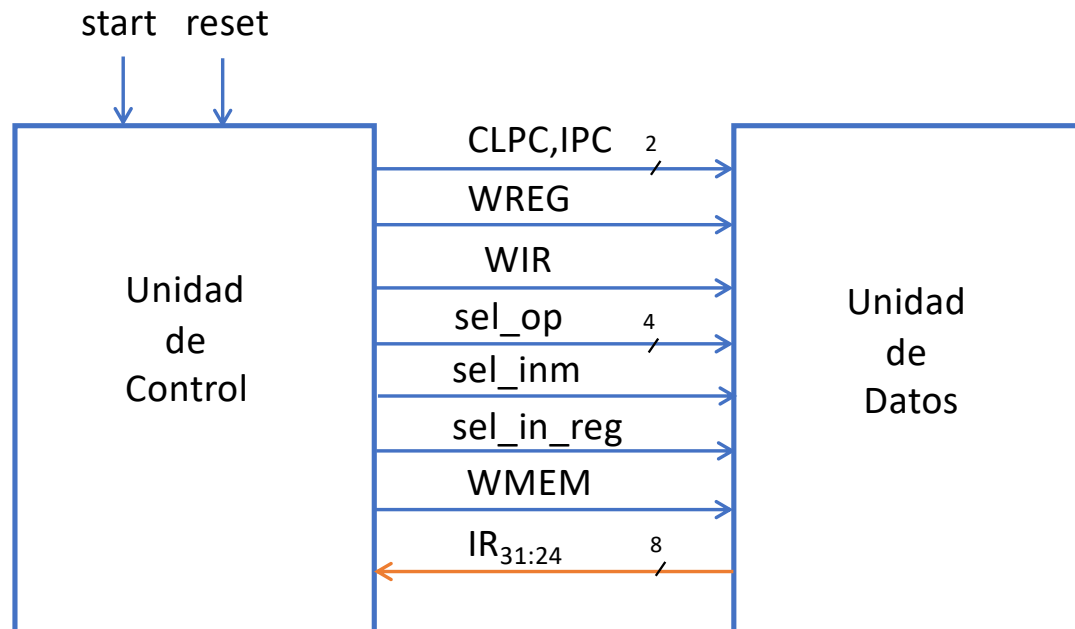 start reset
CLPC,IPC 2
WREG
WIR
sel_op 4
sel_inm
sel_in_reg
WMEM
IR31:24 8
Unidad
de
Control
Unidad
de
Datos